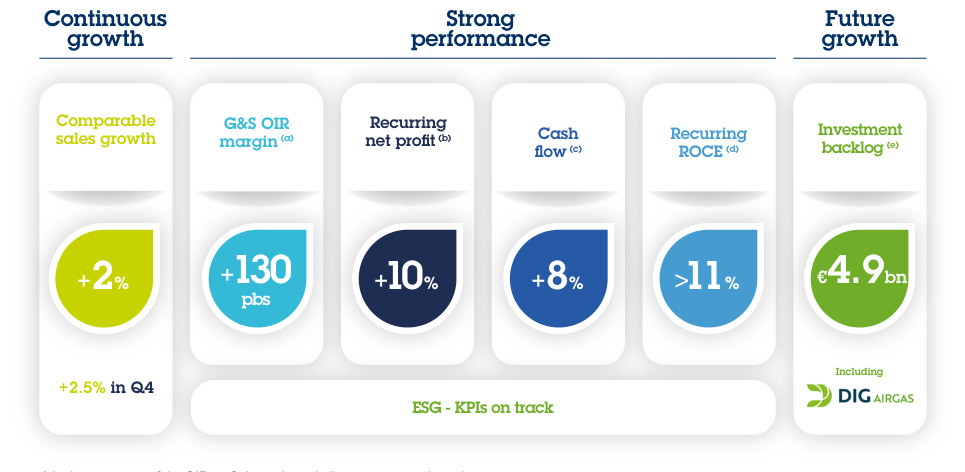 Continuous
growth
Strong
performance
Future
growth
Comparable
sales growth
+2%
+2.5% in Q4
G&S OIR
margin (a)
+130
pbs
Recurring
net profit (b)
+10%
Cash
flow (c)
+8%
Recurring
ROCE (d)
>11%
ESG - KPIs on track
Investment
backlog (e)
€4.9bn
Including
DIG AIRGAS